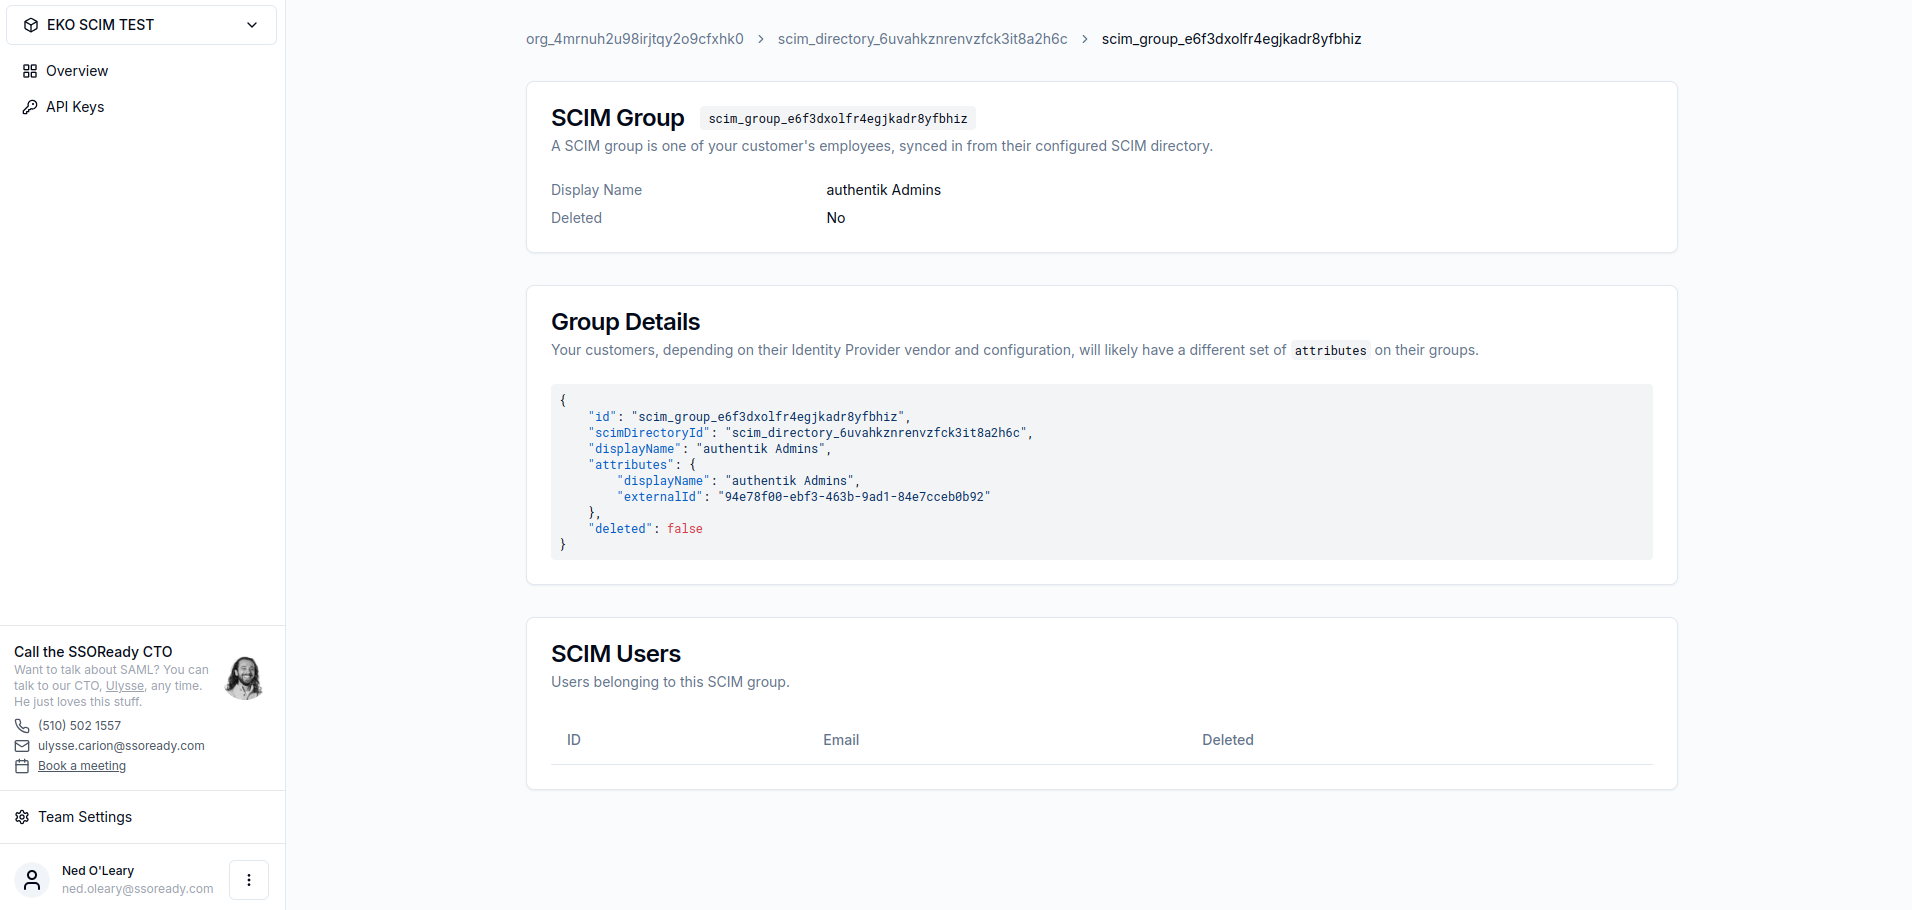 EKO SCIM TEST
Overview
API Keys
org_4mrnuh2u98irjtqy2o9cfxhk0 > scim_directory_6uvahkznrenvzfck3it8a2h6c > scim_group_e6f3dxolfr4egjkadr8yfbhiz
SCIM Group scim_group_e6f3dxolfr4egjkadr8yfbhiz
A SCIM group is one of your customer's employees, synced in from their configured SCIM directory.
Display Name authentik Admins
Deleted No
Group Details
Your customers, depending on their Identity Provider vendor and configuration, will likely have a different set of attributes on their groups.
{
"id": "scim_group_e6f3dxolfr4egjkadr8yfbhiz",
"scimDirectoryId": "scim_directory_6uvahkznrenvzfck3it8a2h6c",
"displayName": "authentik Admins",
"attributes": {
"displayName": "authentik Admins",
"externalId": "94e78f00-ebf3-463b-9ad1-84e7cceb0b92"
},
"deleted": false
}
SCIM Users
Users belonging to this SCIM group.
ID Email Deleted
Call the SSOReady CTO
Want to talk about SAML? You can
talk to our CTO, Ulysse, any time.
He just loves this stuff.
(510) 502 1557
ulysse.carion@ssoready.com
Book a meeting
Team Settings
Ned O'Leary
ned.oleary@ssoready.com